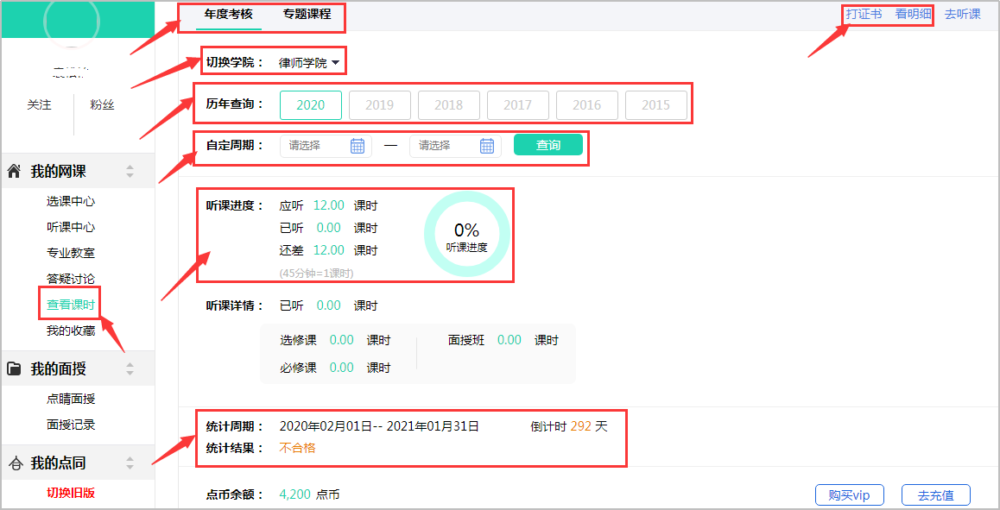 年度考核 专题课程 打证书 看明细 去听课
切换学院： 律师学院
关注 粉丝
历年查询： 2020 2019 2018 2017 2016 2015
自定周期： 请选择 — 请选择 查询
我的网课
选课中心
听课中心
专业教室
答疑讨论
查看课时
我的收藏
我的面授
点睛面授
面授记录
我的点同
切换旧版
听课进度： 应听 12.00 课时
已听 0.00 课时
还差 12.00 课时
(45分钟=1课时)
0%
听课进度
听课详情： 已听 0.00 课时
选修课 0.00 课时 面授班 0.00 课时
必修课 0.00 课时
统计周期： 2020年02月01日-- 2021年01月31日 倒计时 292 天
统计结果： 不合格
点币余额： 4,200 点币 购买vip 去充值